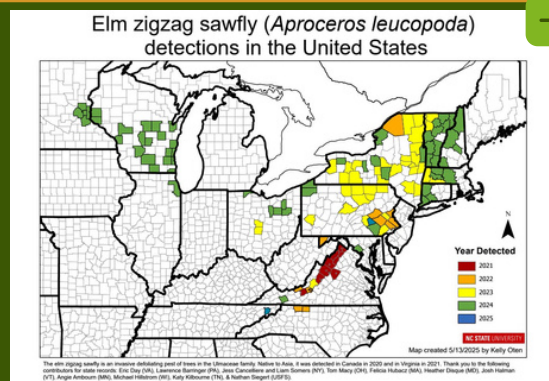 Elm zigzag sawfly (Aproceros leucopoda)
detections in the United States
N
Year Detected
2021
2022
2023
2024
2025
NC STATE UNIVERSITY
Map created 5/13/2025 by Kelly Oten
The elm zigzag sawfly is an invasive defoliating pest of trees in the Ulmaceae family. Native to Asia, it was detected in Canada in 2020 and in Virginia in 2021. Thank you to the following
contributors for state records: Eric Day (VA), Lawrence Barringer (PA), Jess Cancelliere and Liam Somers (NY), Tom Macy (OH), Felicia Hubacz (MA), Heather Disque (MD), Josh Halman
(VT), Angie Ambourn (MN), Michael Hillstrom (WI), Katy Kilbourne (TN), & Nathan Siegert (USFS).